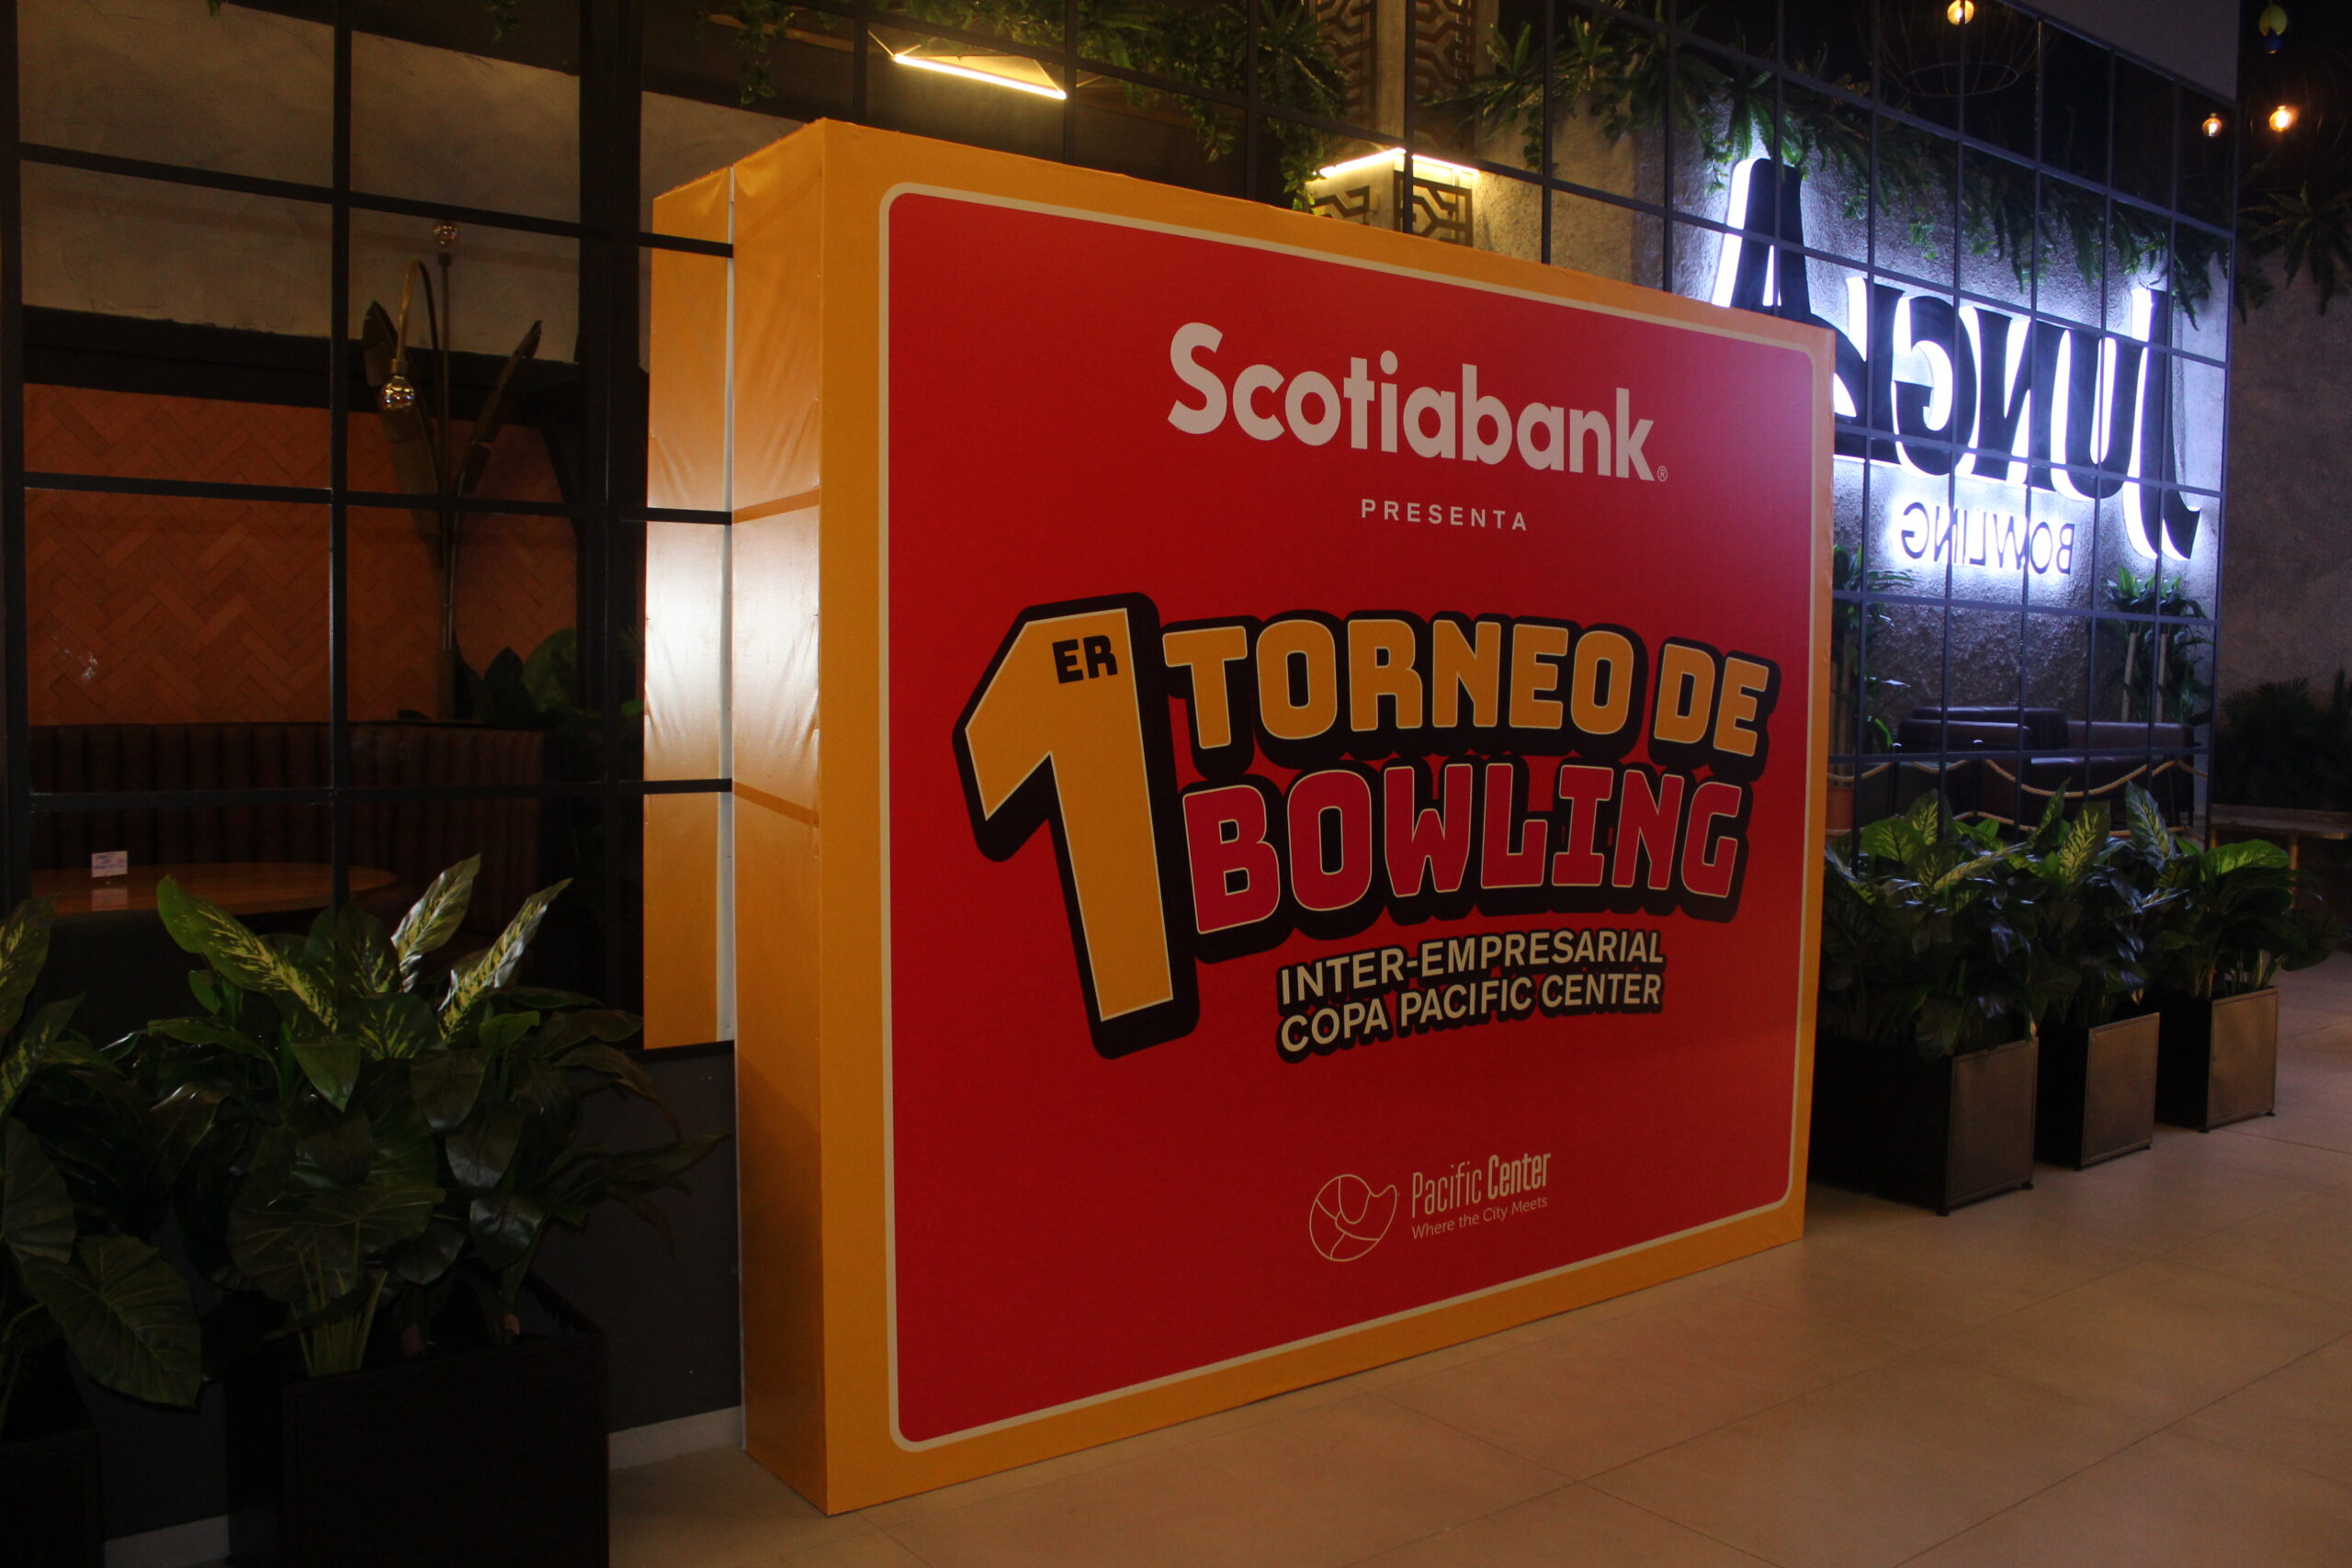 Scotiabank®
PRESENTA
1ER TORNEO DE
BOWLING
INTER-EMPRESARIAL
COPA PACIFIC CENTER
Pacific Center
Where the City Meets
JUNGLA
BOWLING